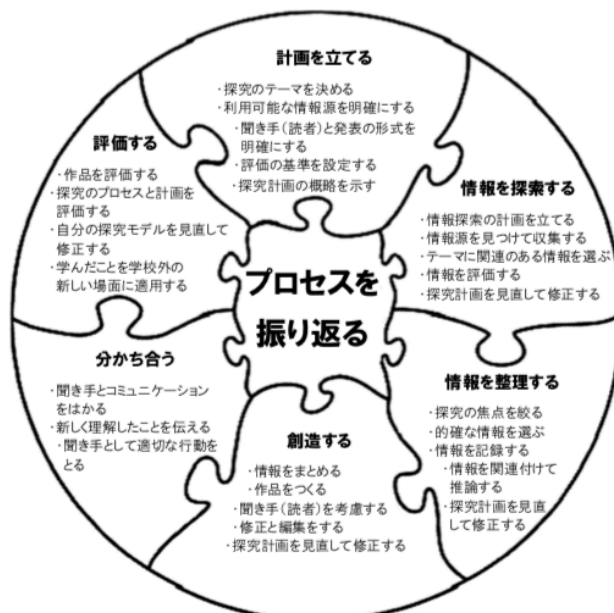 計画を立てる
・探究のテーマを決める
・利用可能な情報源を明確にする
・聞き手(読者)と発表の形式を
明確にする
・評価の基準を設定する
・探究計画の概略を示す
情報を探索する
・情報探索の計画を立てる
・情報源を見つけて収集する
・テーマに関連のある情報を選ぶ
・情報を評価する
・探究計画を見直して修正する
情報を整理する
・探究の焦点を絞る
・的確な情報を選ぶ
・情報を記録する
・情報を関連付けて
推論する
・探究計画を見直
して修正する
創造する
・情報をまとめる
・作品をつくる
・聞き手(読者)を考慮する
・修正と編集をする
・探究計画を見直して修正する
分かち合う
・聞き手とコミュニケーション
をはかる
・新しく理解したことを伝える
・聞き手として適切な行動を
とる
評価する
・作品を評価する
・探究のプロセスと計画を
評価する
・自分の探究モデルを見直して
修正する
・学んだことを学校外の
新しい場面に適用する
プロセスを
振り返る